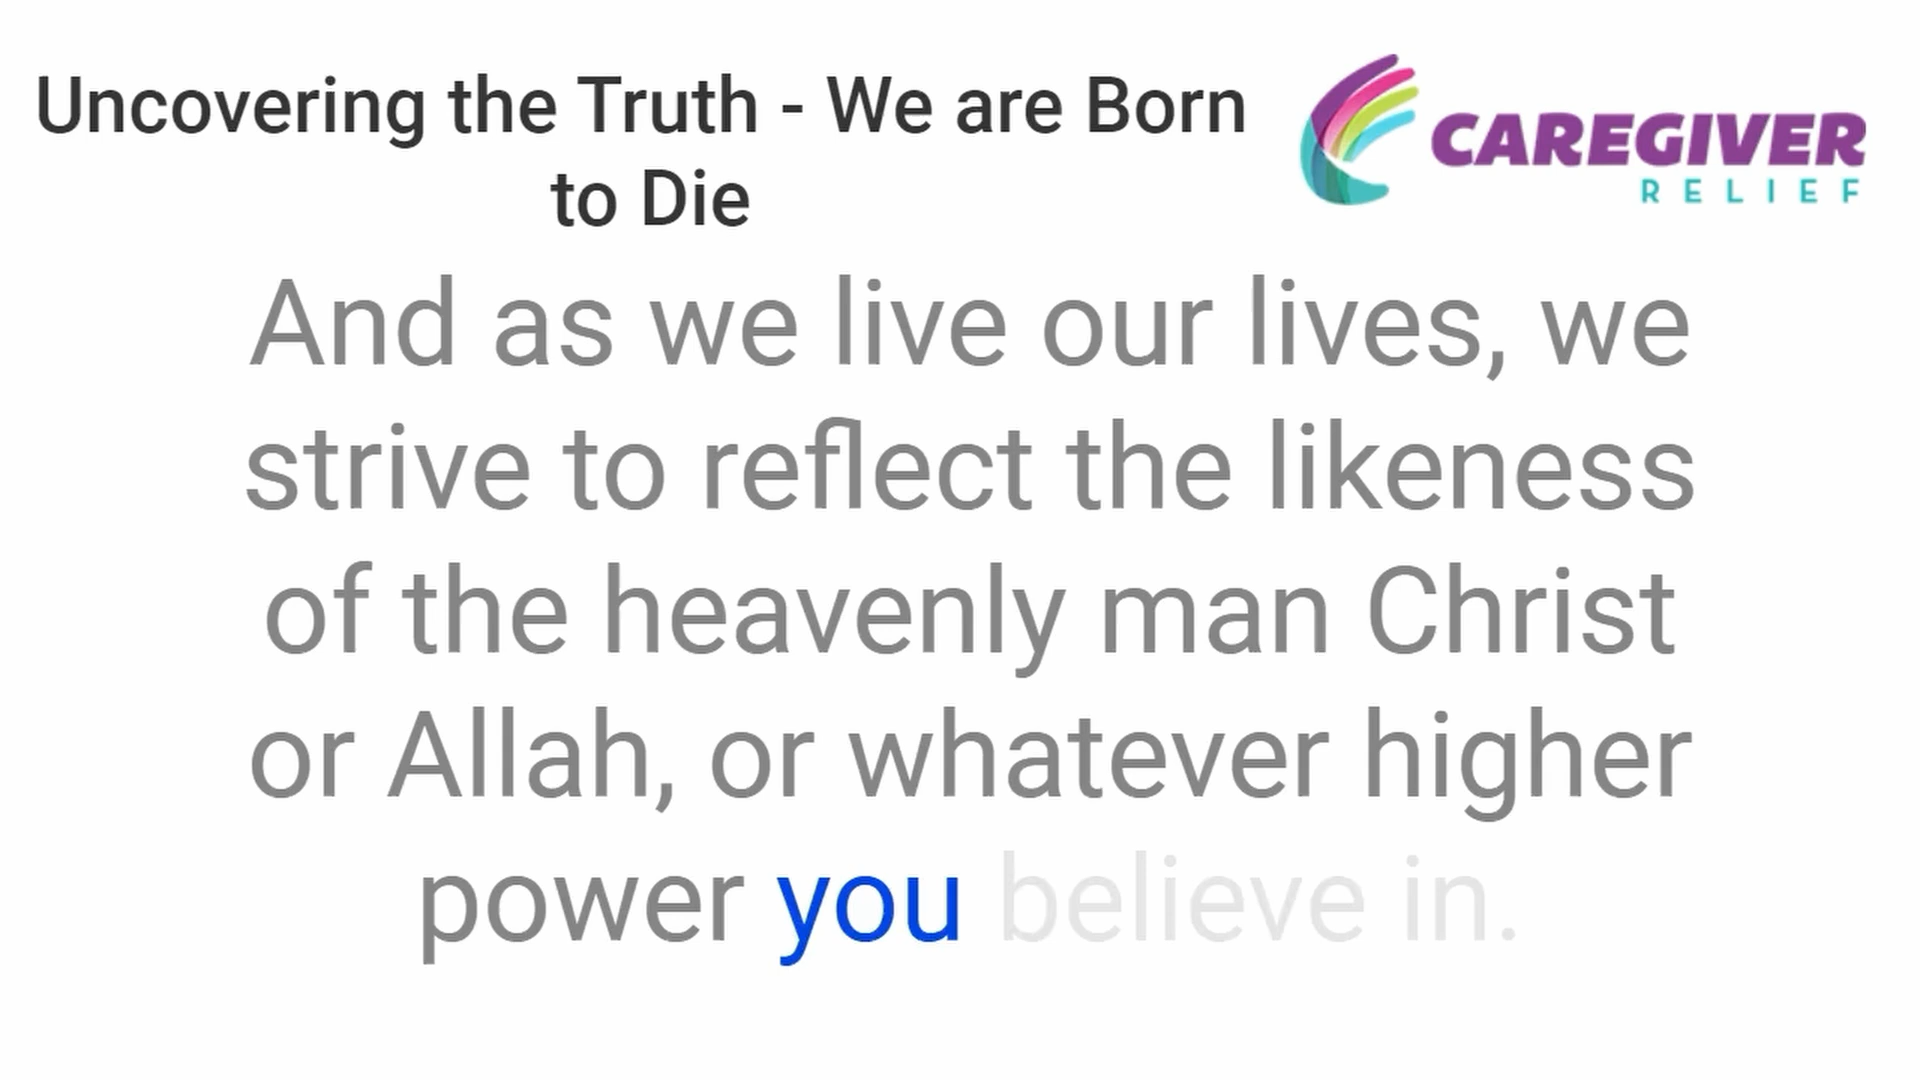 Uncovering the Truth - We are Born
to Die
CAREGIVER
RELIEF
And as we live our lives, we
strive to reflect the likeness
of the heavenly man Christ
or Allah, or whatever higher
power you believe in.